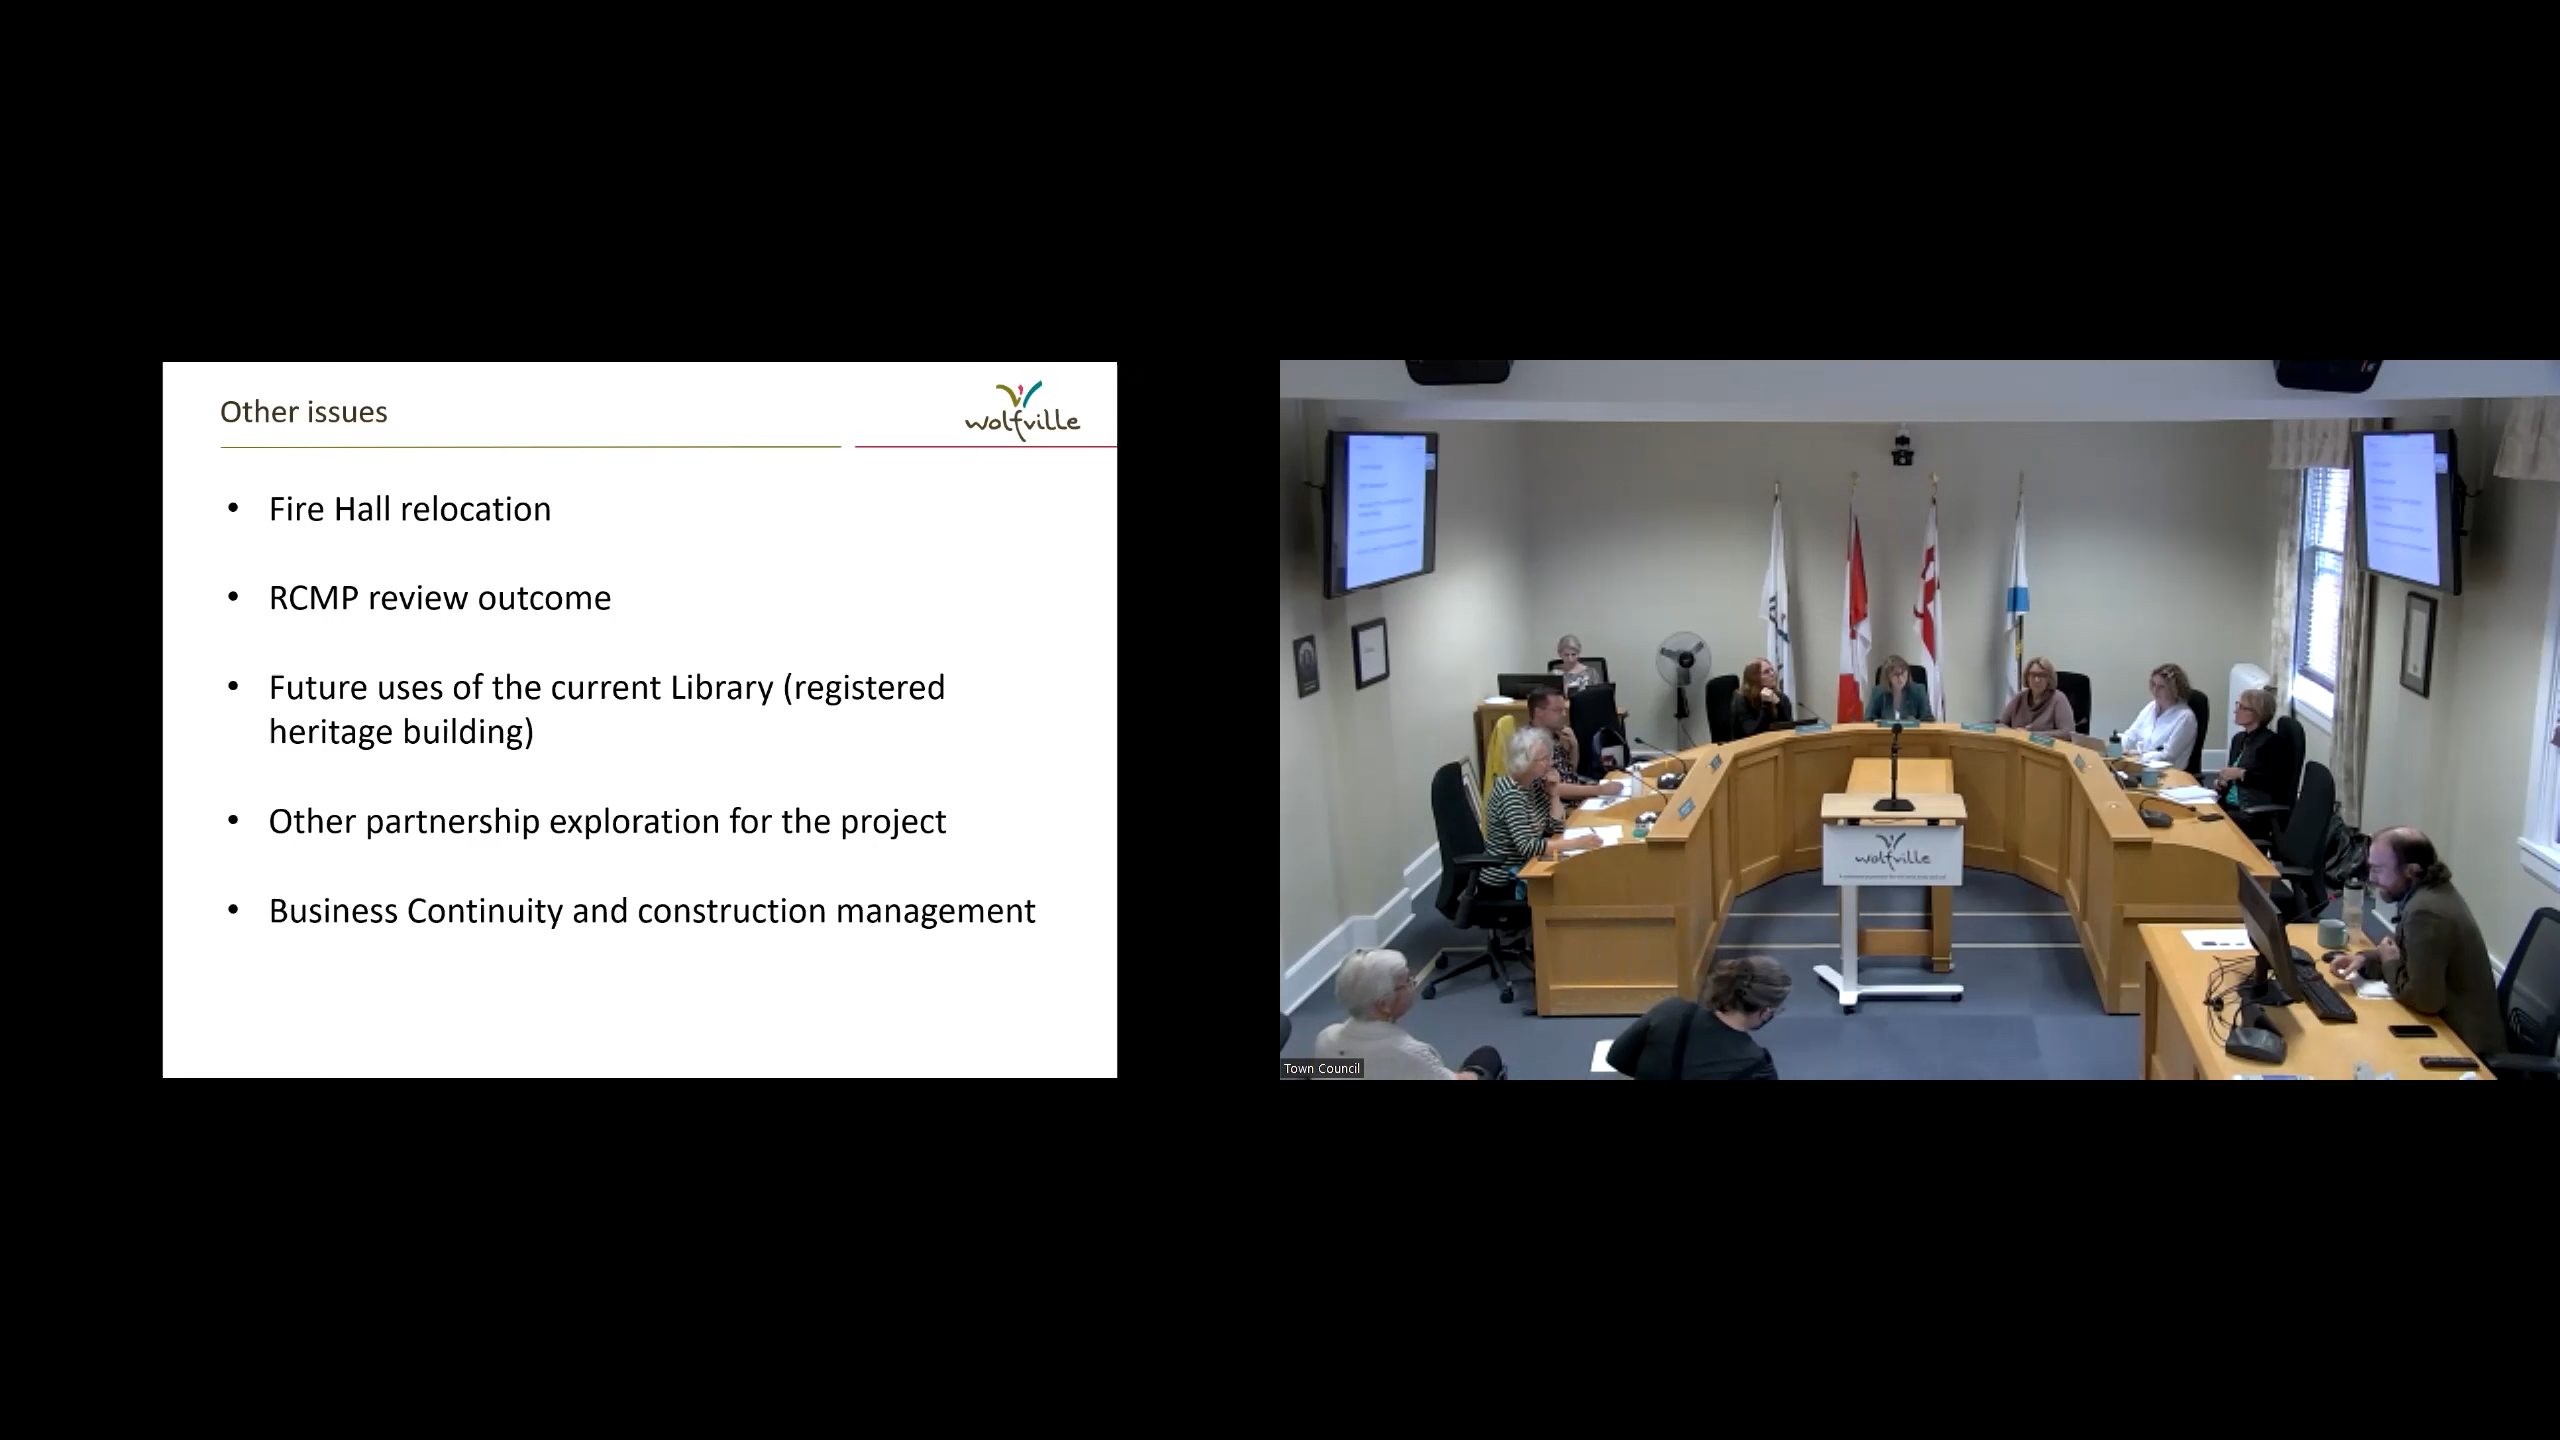 Other issues
wolfville
• Fire Hall relocation
• RCMP review outcome
• Future uses of the current Library (registered
heritage building)
• Other partnership exploration for the project
• Business Continuity and construction management
wolfville
Town Council